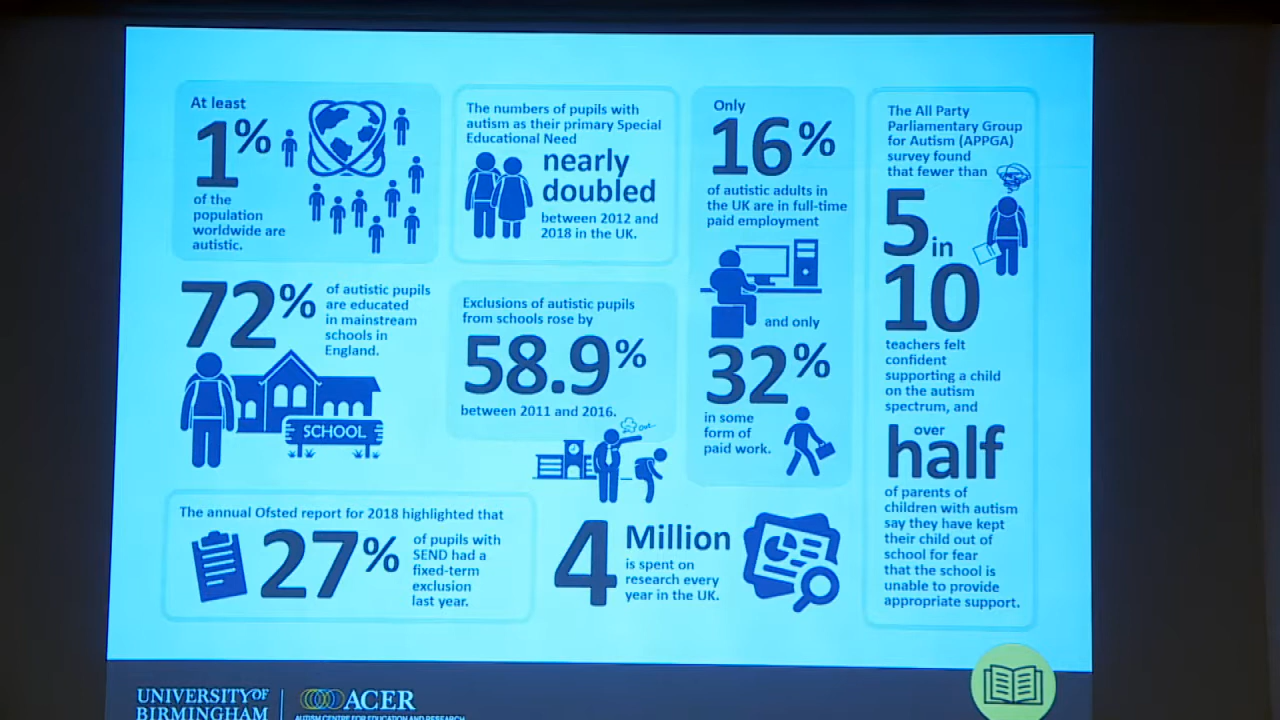 At least
1%
of the
population
worldwide are
autistic.
The numbers of pupils with
autism as their primary Special
Educational Need
nearly
doubled
between 2012 and
2018 in the UK.
Only
16%
of autistic adults in
the UK are in full-time
paid employment
and only
32%
in some
form of
paid work.
The All Party
Parliamentary Group
for Autism (APPGA)
survey found
that fewer than
5 in
10
teachers felt
confident
supporting a child
on the autism
spectrum, and
over
half
of parents of
children with autism
say they have kept
their child out of
school for fear
that the school is
unable to provide
appropriate support.
72%
of autistic pupils
are educated
in mainstream
schools in
England.
SCHOOL
Exclusions of autistic pupils
from schools rose by
58.9%
between 2011 and 2016.
Out..
The annual Ofsted report for 2018 highlighted that
27%
of pupils with
SEND had a
fixed-term
exclusion
last year.
4 Million
is spent on
research every
year in the UK.
UNIVERSITY OF
BIRMINGHAM
ACER
AUTISM CENTRE FOR EDUCATION AND RESEARCH